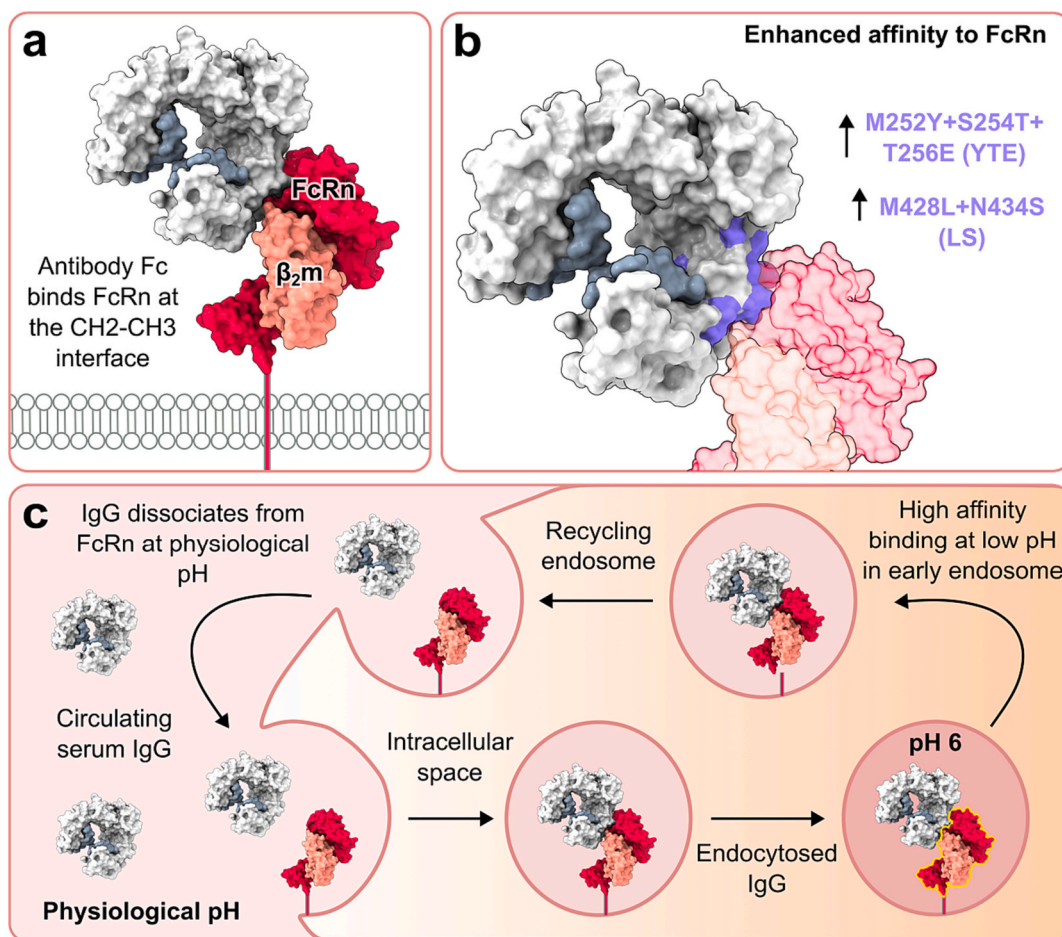 a
FcRn
β₂m
Antibody Fc
binds FcRn at
the CH2-CH3
interface
b
Enhanced affinity to FcRn
M252Y+S254T+
T256E (YTE)
M428L+N434S
(LS)
c
IgG dissociates from
FcRn at physiological
pH
Recycling
endosome
High affinity
binding at low pH
in early endosome
Circulating
serum IgG
Intracellular
space
pH 6
Endocytosed
IgG
Physiological pH